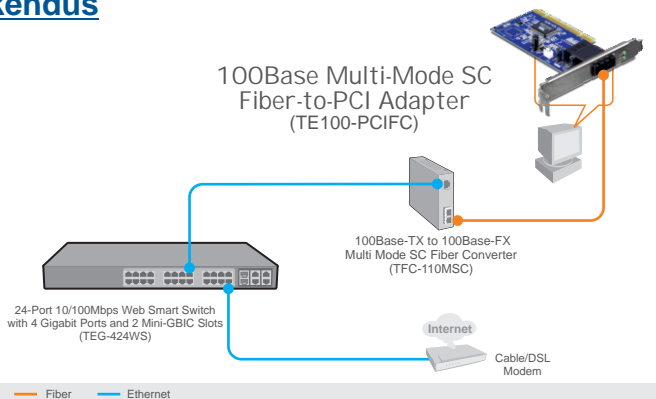 100Base Multi-Mode SC
Fiber-to-PCI Adapter
(TE100-PCIFC)
100Base-TX to 100Base-FX
Multi Mode SC Fiber Converter
(TFC-110MSC)
24-Port 10/100Mbps Web Smart Switch
with 4 Gigabit Ports and 2 Mini-GBIC Slots
(TEG-424WS)
Internet
Cable/DSL
Modem
Fiber
Ethernet